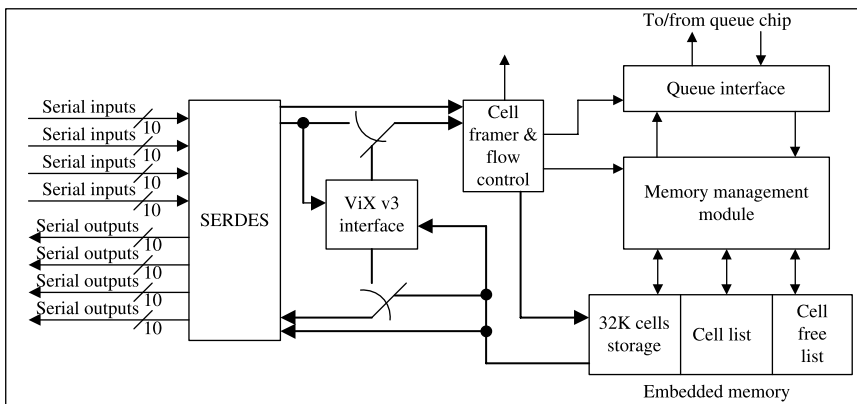 To/from queue chip
Queue interface
Serial inputs
10
Serial inputs
10
Serial inputs
10
Serial inputs
10
Serial outputs
10
Serial outputs
10
Serial outputs
10
Serial outputs
10
SERDES
ViX v3
interface
Cell
framer &
flow
control
Memory management
module
32K cells
storage
Cell list
Cell
free
list
Embedded memory